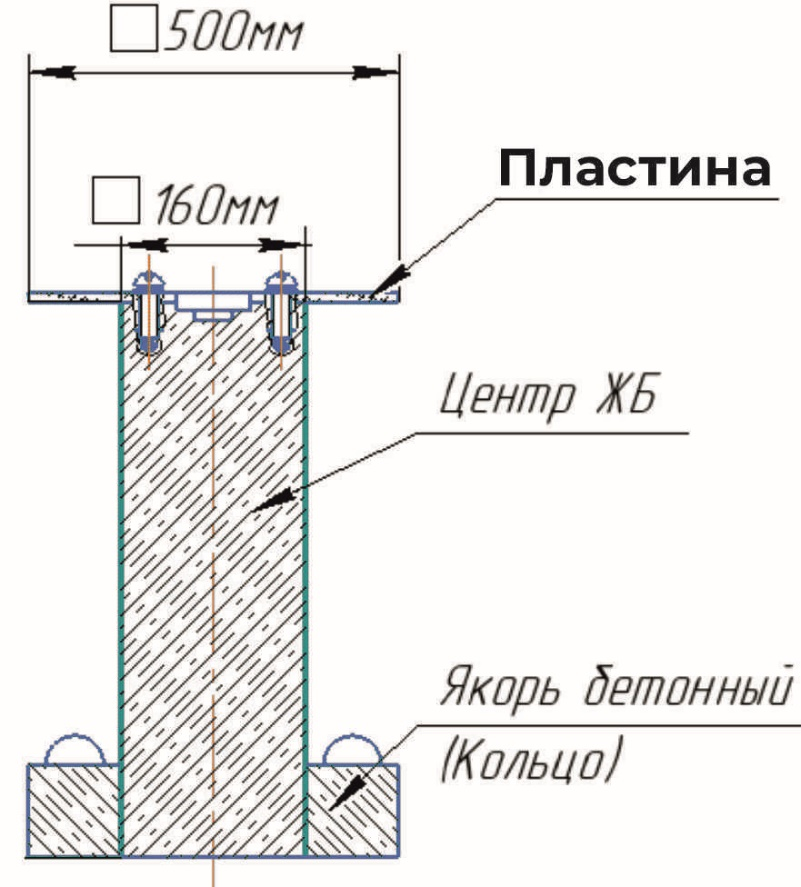 □500мм
□160мм
Пластина
Центр ЖБ
Якорь бетонный
(Кольцо)